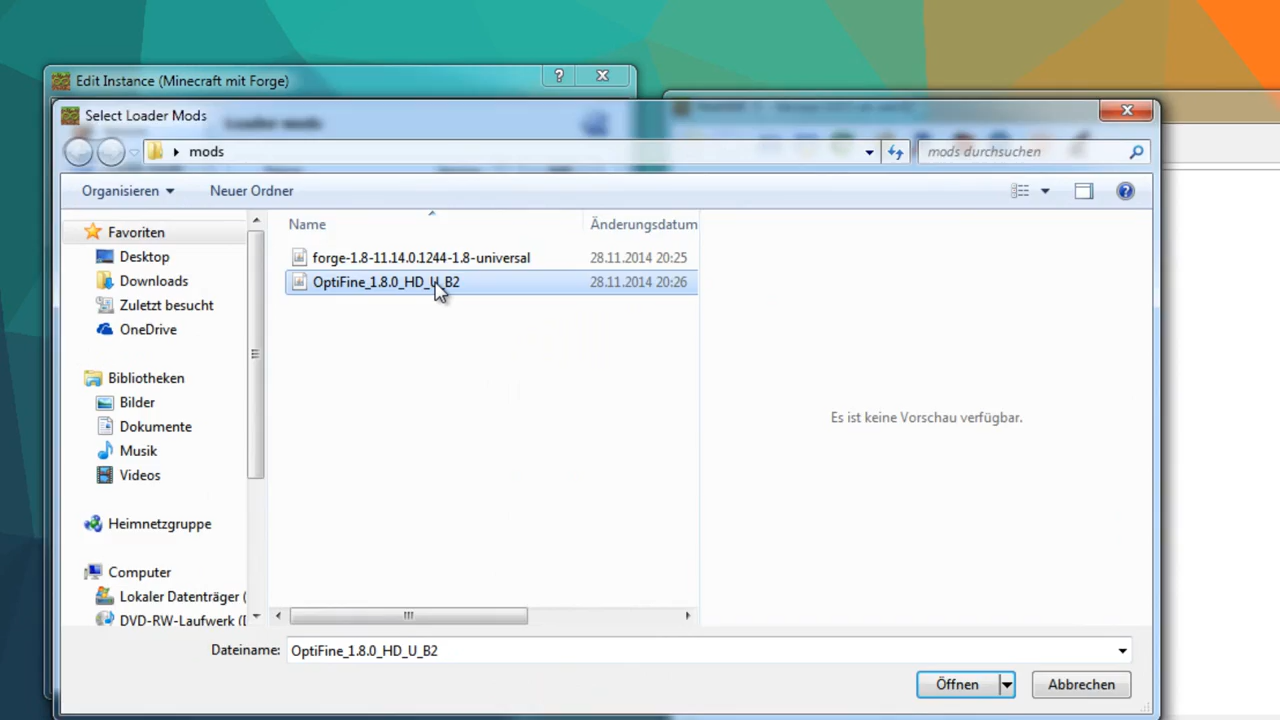 Edit Instance (Minecraft mit Forge)
Select Loader Mods
Loader mods
mods
mods durchsuchen
Organisieren
Neuer Ordner
Name
Änderungsdatum
Favoriten
Desktop
Downloads
Zuletzt besucht
OneDrive
Bibliotheken
Bilder
Dokumente
Musik
Videos
Heimnetzgruppe
Computer
Lokaler Datenträger (
DVD-RW-Laufwerk (D
forge-1.8-11.14.0.1244-1.8-universal
28.11.2014 20:25
OptiFine_1.8.0_HD_U_B2
28.11.2014 20:26
Es ist keine Vorschau verfügbar.
Dateiname:
OptiFine_1.8.0_HD_U_B2
Öffnen
Abbrechen